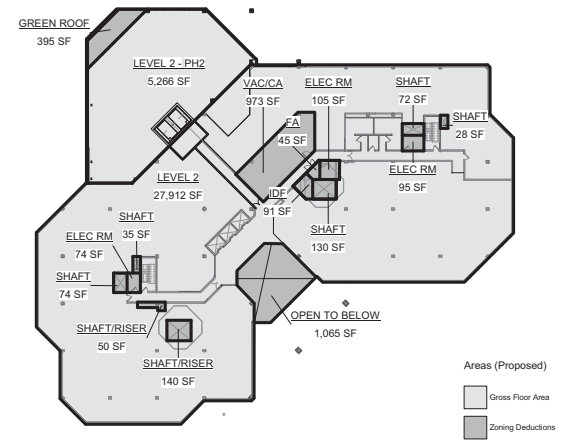 GREEN ROOF
395 SF
LEVEL 2 - PH2
5,266 SF
VAC/CA
973 SF
ELEC RM
105 SF
SHAFT
72 SF
SHAFT
28 SF
FA
45 SF
ELEC RM
95 SF
LEVEL 2
27,912 SF
IDF
91 SF
SHAFT
130 SF
SHAFT
35 SF
ELEC RM
74 SF
SHAFT
74 SF
SHAFT/RISER
50 SF
SHAFT/RISER
140 SF
OPEN TO BELOW
1,065 SF
Areas (Proposed)
Gross Floor Area
Zoning Deductions